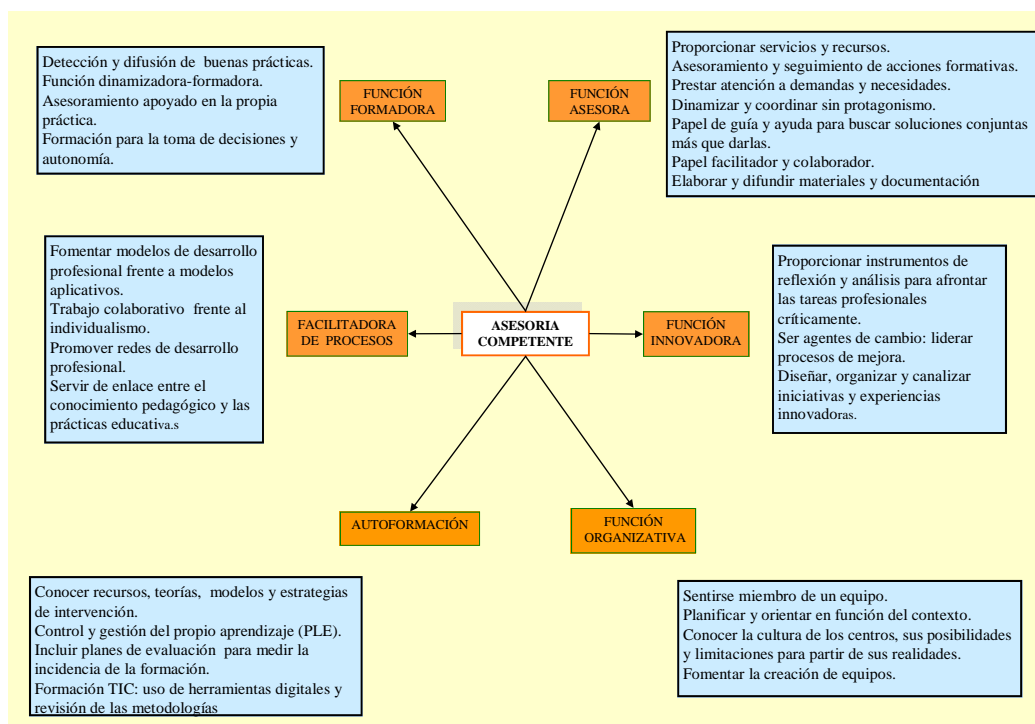 Detección y difusión de buenas prácticas.
Función dinamizadora-formadora.
Asesoramiento apoyado en la propia
práctica.
Formación para la toma de decisiones y
autonomía.
FUNCIÓN
FORMADORA
FUNCIÓN
ASESORA
Proporcionar servicios y recursos.
Asesoramiento y seguimiento de acciones formativas.
Prestar atención a demandas y necesidades.
Dinamizar y coordinar sin protagonismo.
Papel de guía y ayuda para buscar soluciones conjuntas
más que darlas.
Papel facilitador y colaborador.
Elaborar y difundir materiales y documentación
Fomentar modelos de desarrollo
profesional frente a modelos
aplicativos.
Trabajo colaborativo frente al
individualismo.
Promover redes de desarrollo
profesional.
Servir de enlace entre el
conocimiento pedagógico y las
prácticas educativa.s
FACILITADORA
DE PROCESOS
ASESORIA
COMPETENTE
FUNCIÓN
INNOVADORA
Proporcionar instrumentos de
reflexión y análisis para afrontar
las tareas profesionales
críticamente.
Ser agentes de cambio: liderar
procesos de mejora.
Diseñar, organizar y canalizar
iniciativas y experiencias
innovadoras.
AUTOFORMACIÓN
FUNCIÓN
ORGANIZATIVA
Conocer recursos, teorías, modelos y estrategias
de intervención.
Control y gestión del propio aprendizaje (PLE).
Incluir planes de evaluación para medir la
incidencia de la formación.
Formación TIC: uso de herramientas digitales y
revisión de las metodologías
Sentirse miembro de un equipo.
Planificar y orientar en función del contexto.
Conocer la cultura de los centros, sus posibilidades
y limitaciones para partir de sus realidades.
Fomentar la creación de equipos.